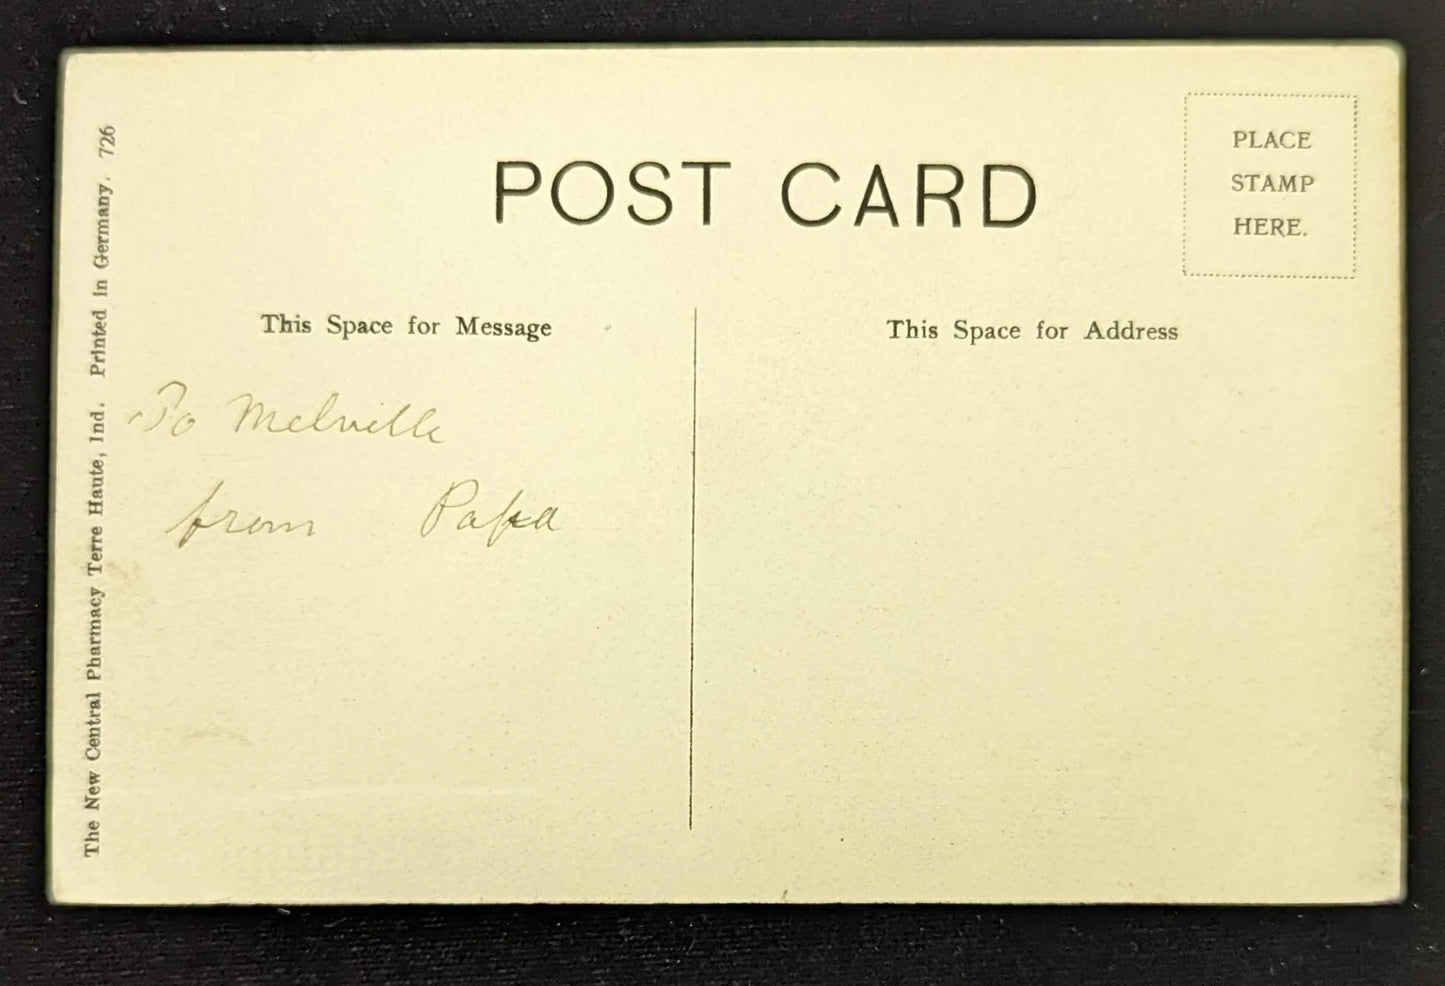 POST CARD
PLACE
STAMP
HERE.
This Space for Message
This Space for Address
To Melville
from Papa
The New Central Pharmacy Terre Haute, Ind. Printed in Germany. 726